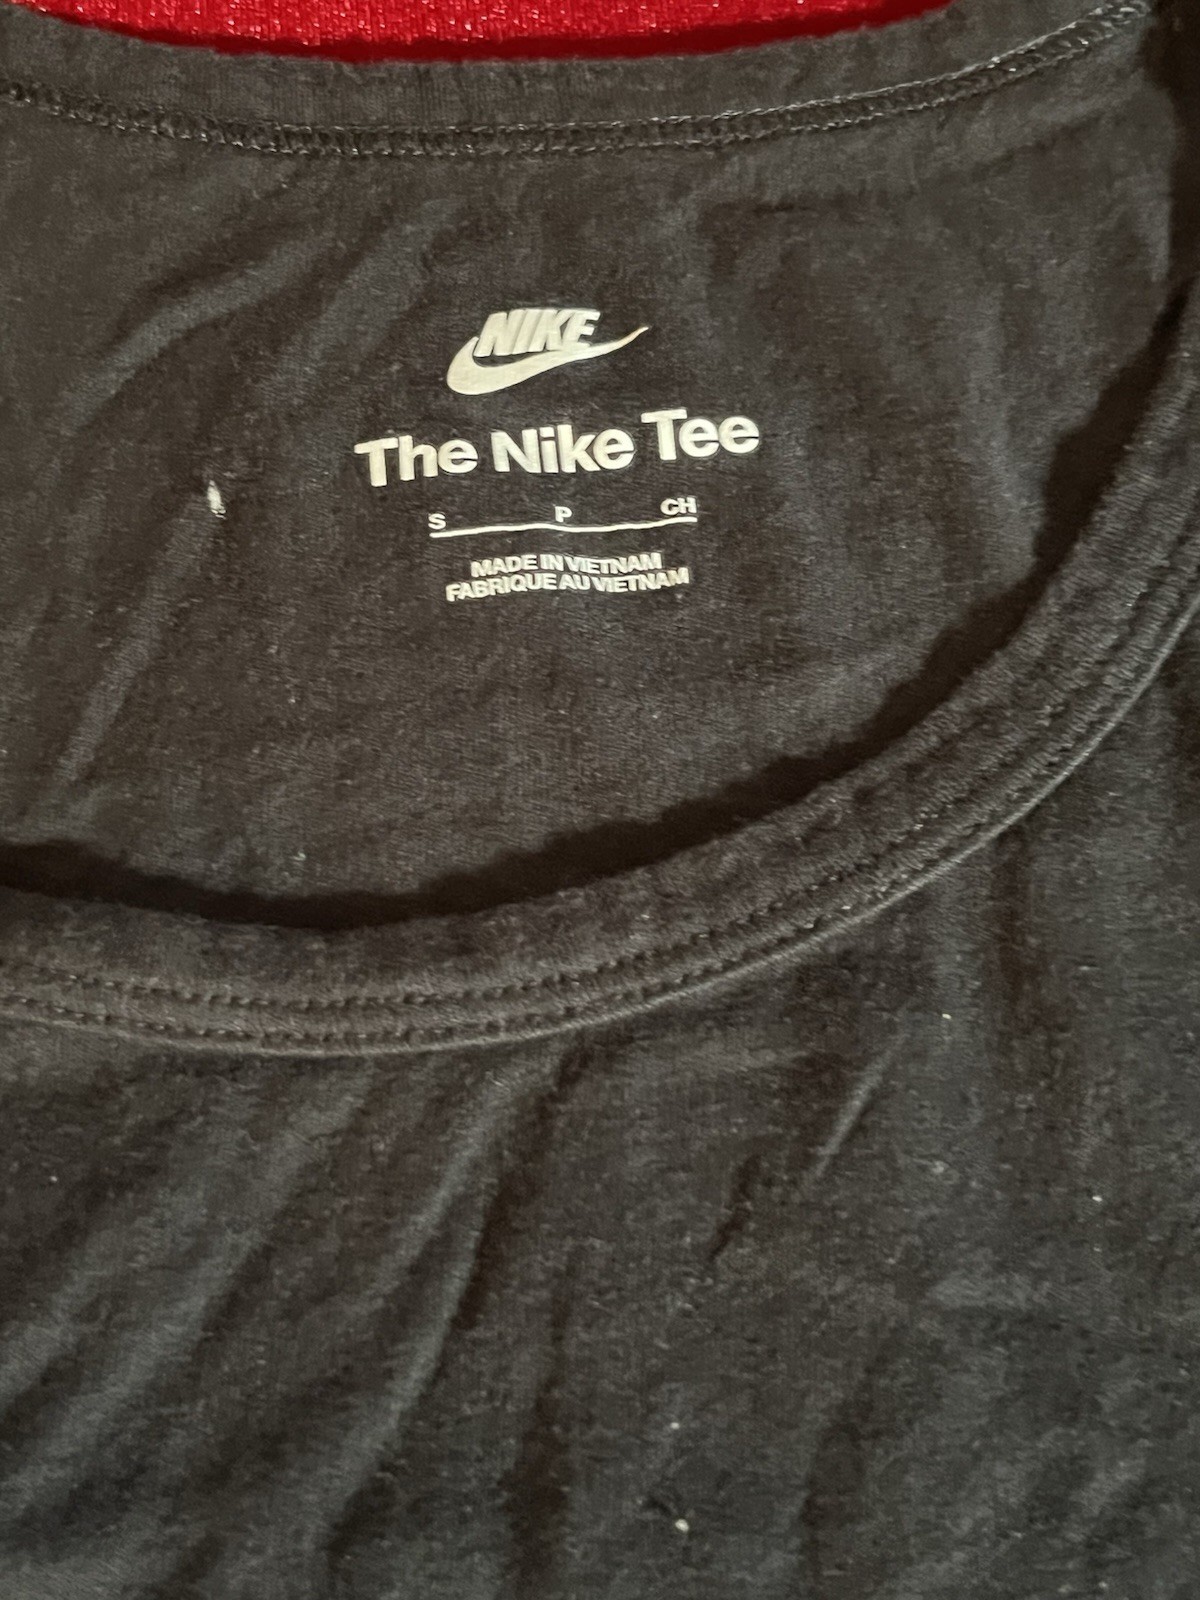 NIKE
The Nike Tee
S P CH
MADE IN VIETNAM
FABRIQUE AU VIETNAM